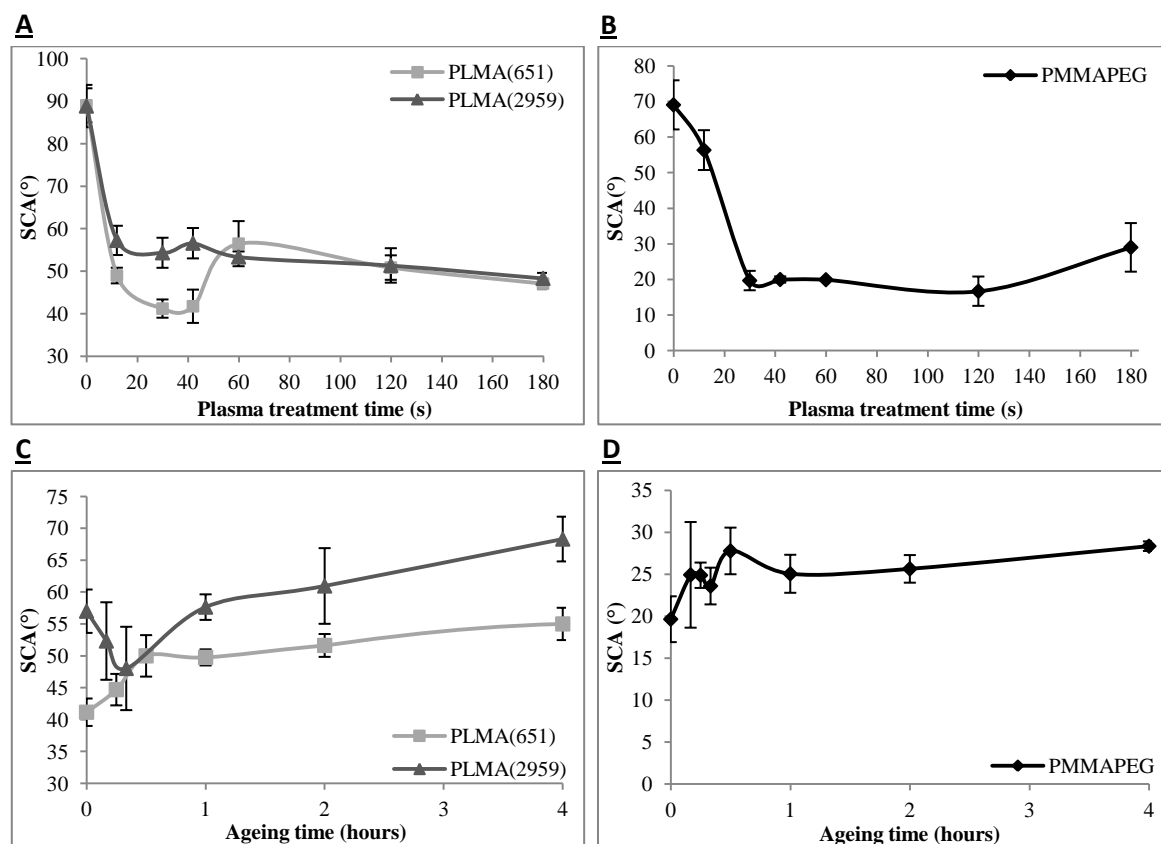 A
100
90
80
70
60
50
40
30
SCA(°)
PLMA(651)
PLMA(2959)
0 20 40 60 80 100 120 140 160 180
Plasma treatment time (s)
B
80
70
60
50
40
30
20
10
0
SCA(°)
PMMAPEG
0 20 40 60 80 100 120 140 160 180
Plasma treatment time (s)
C
75
70
65
60
55
50
45
40
35
30
SCA(°)
PLMA(651)
PLMA(2959)
0 1 2 3 4
Ageing time (hours)
D
35
30
25
20
15
10
5
0
SCA (°)
PMMAPEG
0 1 2 3 4
Ageing time (hours)